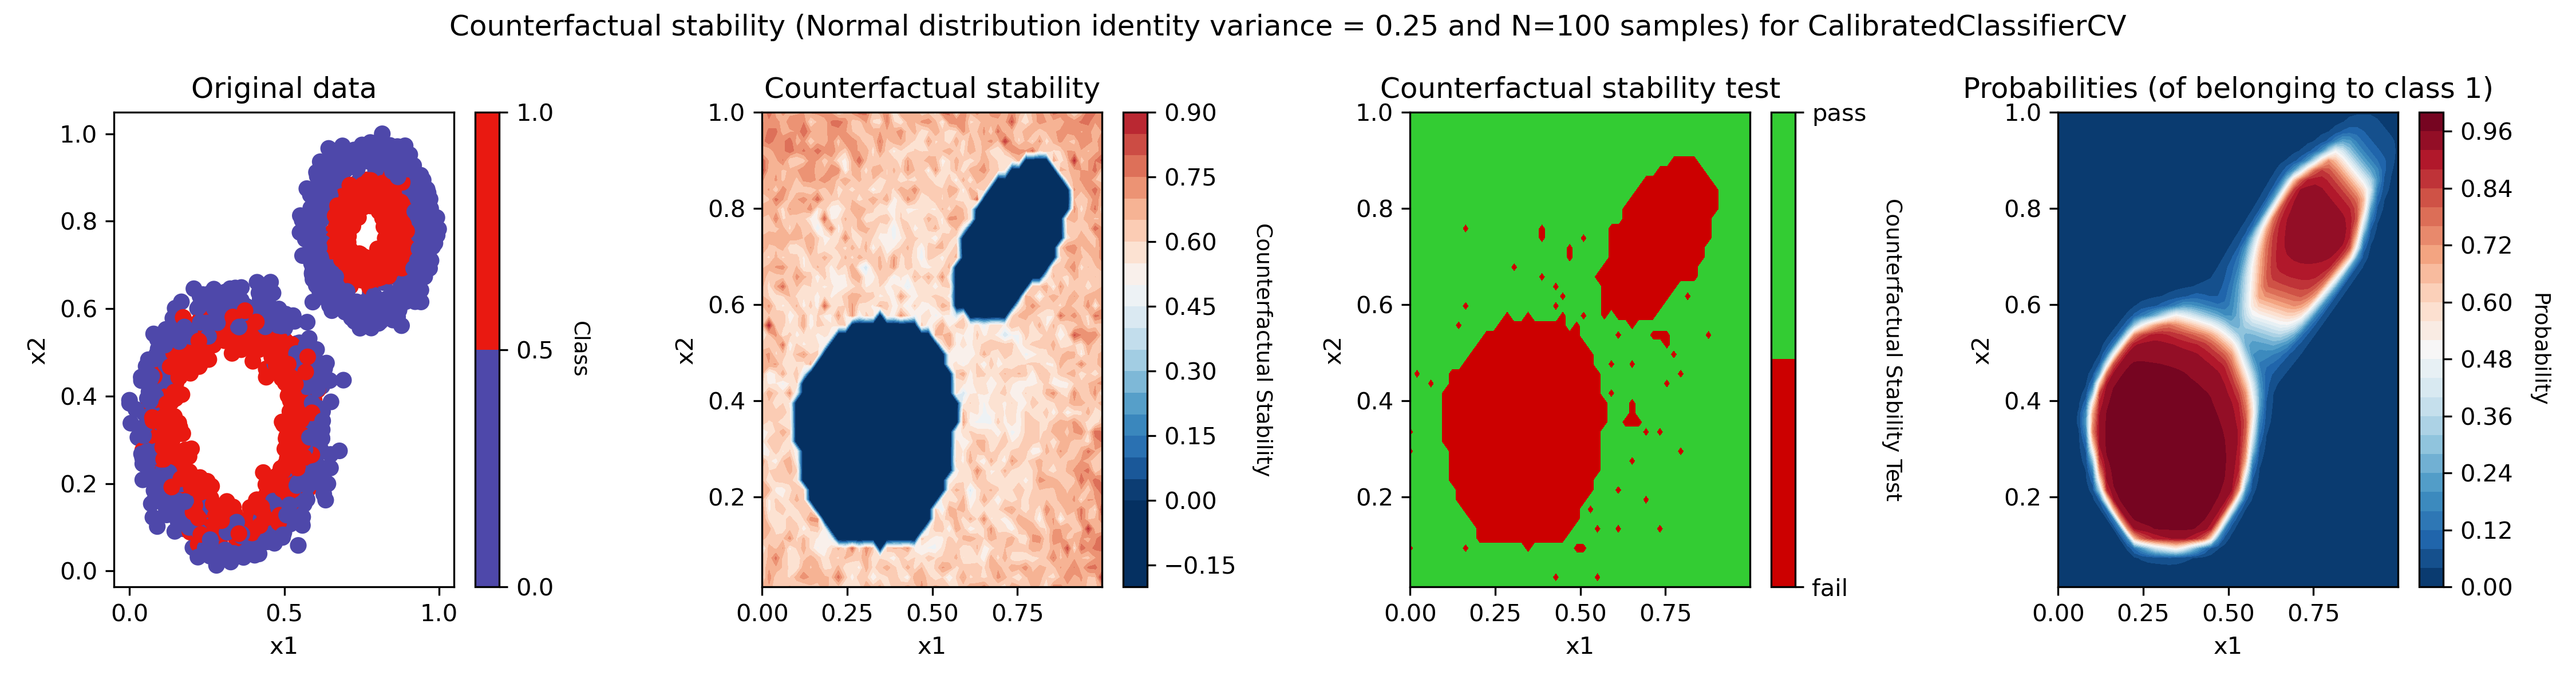 Counterfactual stability (Normal distribution identity variance = 0.25 and N=100 samples) for CalibratedClassifierCV
Original data
1.0
0.8
0.6
0.4
0.2
0.0
x2
0.0 0.5 1.0
x1
1.0
0.5
0.0
Class
Counterfactual stability
1.0
0.8
0.6
0.4
0.2
x2
0.00 0.25 0.50 0.75
x1
0.90
0.75
0.60
0.45
0.30
0.15
0.00
−0.15
Counterfactual Stability
Counterfactual stability test
1.0
0.8
0.6
0.4
0.2
x2
0.00 0.25 0.50 0.75
x1
pass
fail
Counterfactual Stability Test
Probabilities (of belonging to class 1)
1.0
0.8
0.6
0.4
0.2
x2
0.00 0.25 0.50 0.75
x1
0.96
0.84
0.72
0.60
0.48
0.36
0.24
0.12
0.00
Probability